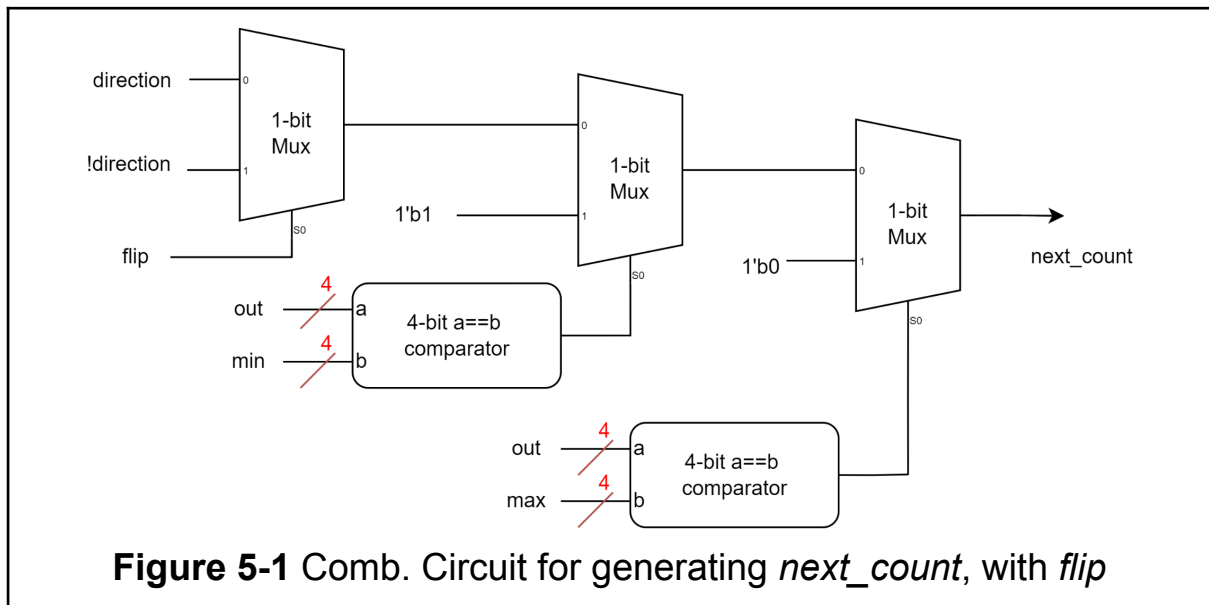 direction
0
1-bit
Mux
!direction
1
S0
flip
0
1-bit
Mux
1'b1
1
S0
4
out
a
4-bit a==b
comparator
4
min
b
0
1-bit
Mux
1'b0
1
S0
next_count
4
out
a
4-bit a==b
comparator
4
max
b
Figure 5-1 Comb. Circuit for generating next_count, with flip